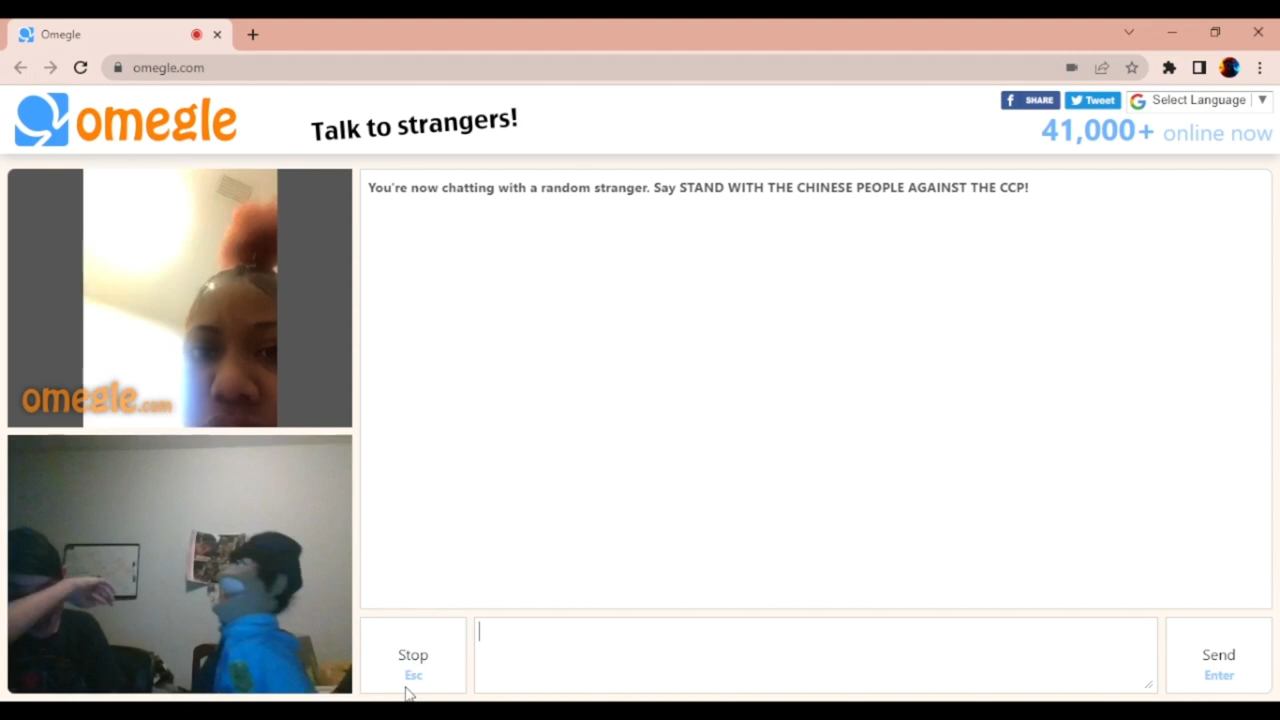 Omegle
omegle.com
omegle
Talk to strangers!
SHARE
Tweet
Select Language
41,000+ online now
You're now chatting with a random stranger. Say STAND WITH THE CHINESE PEOPLE AGAINST THE CCP!
omegle.com
Stop
Esc
Send
Enter